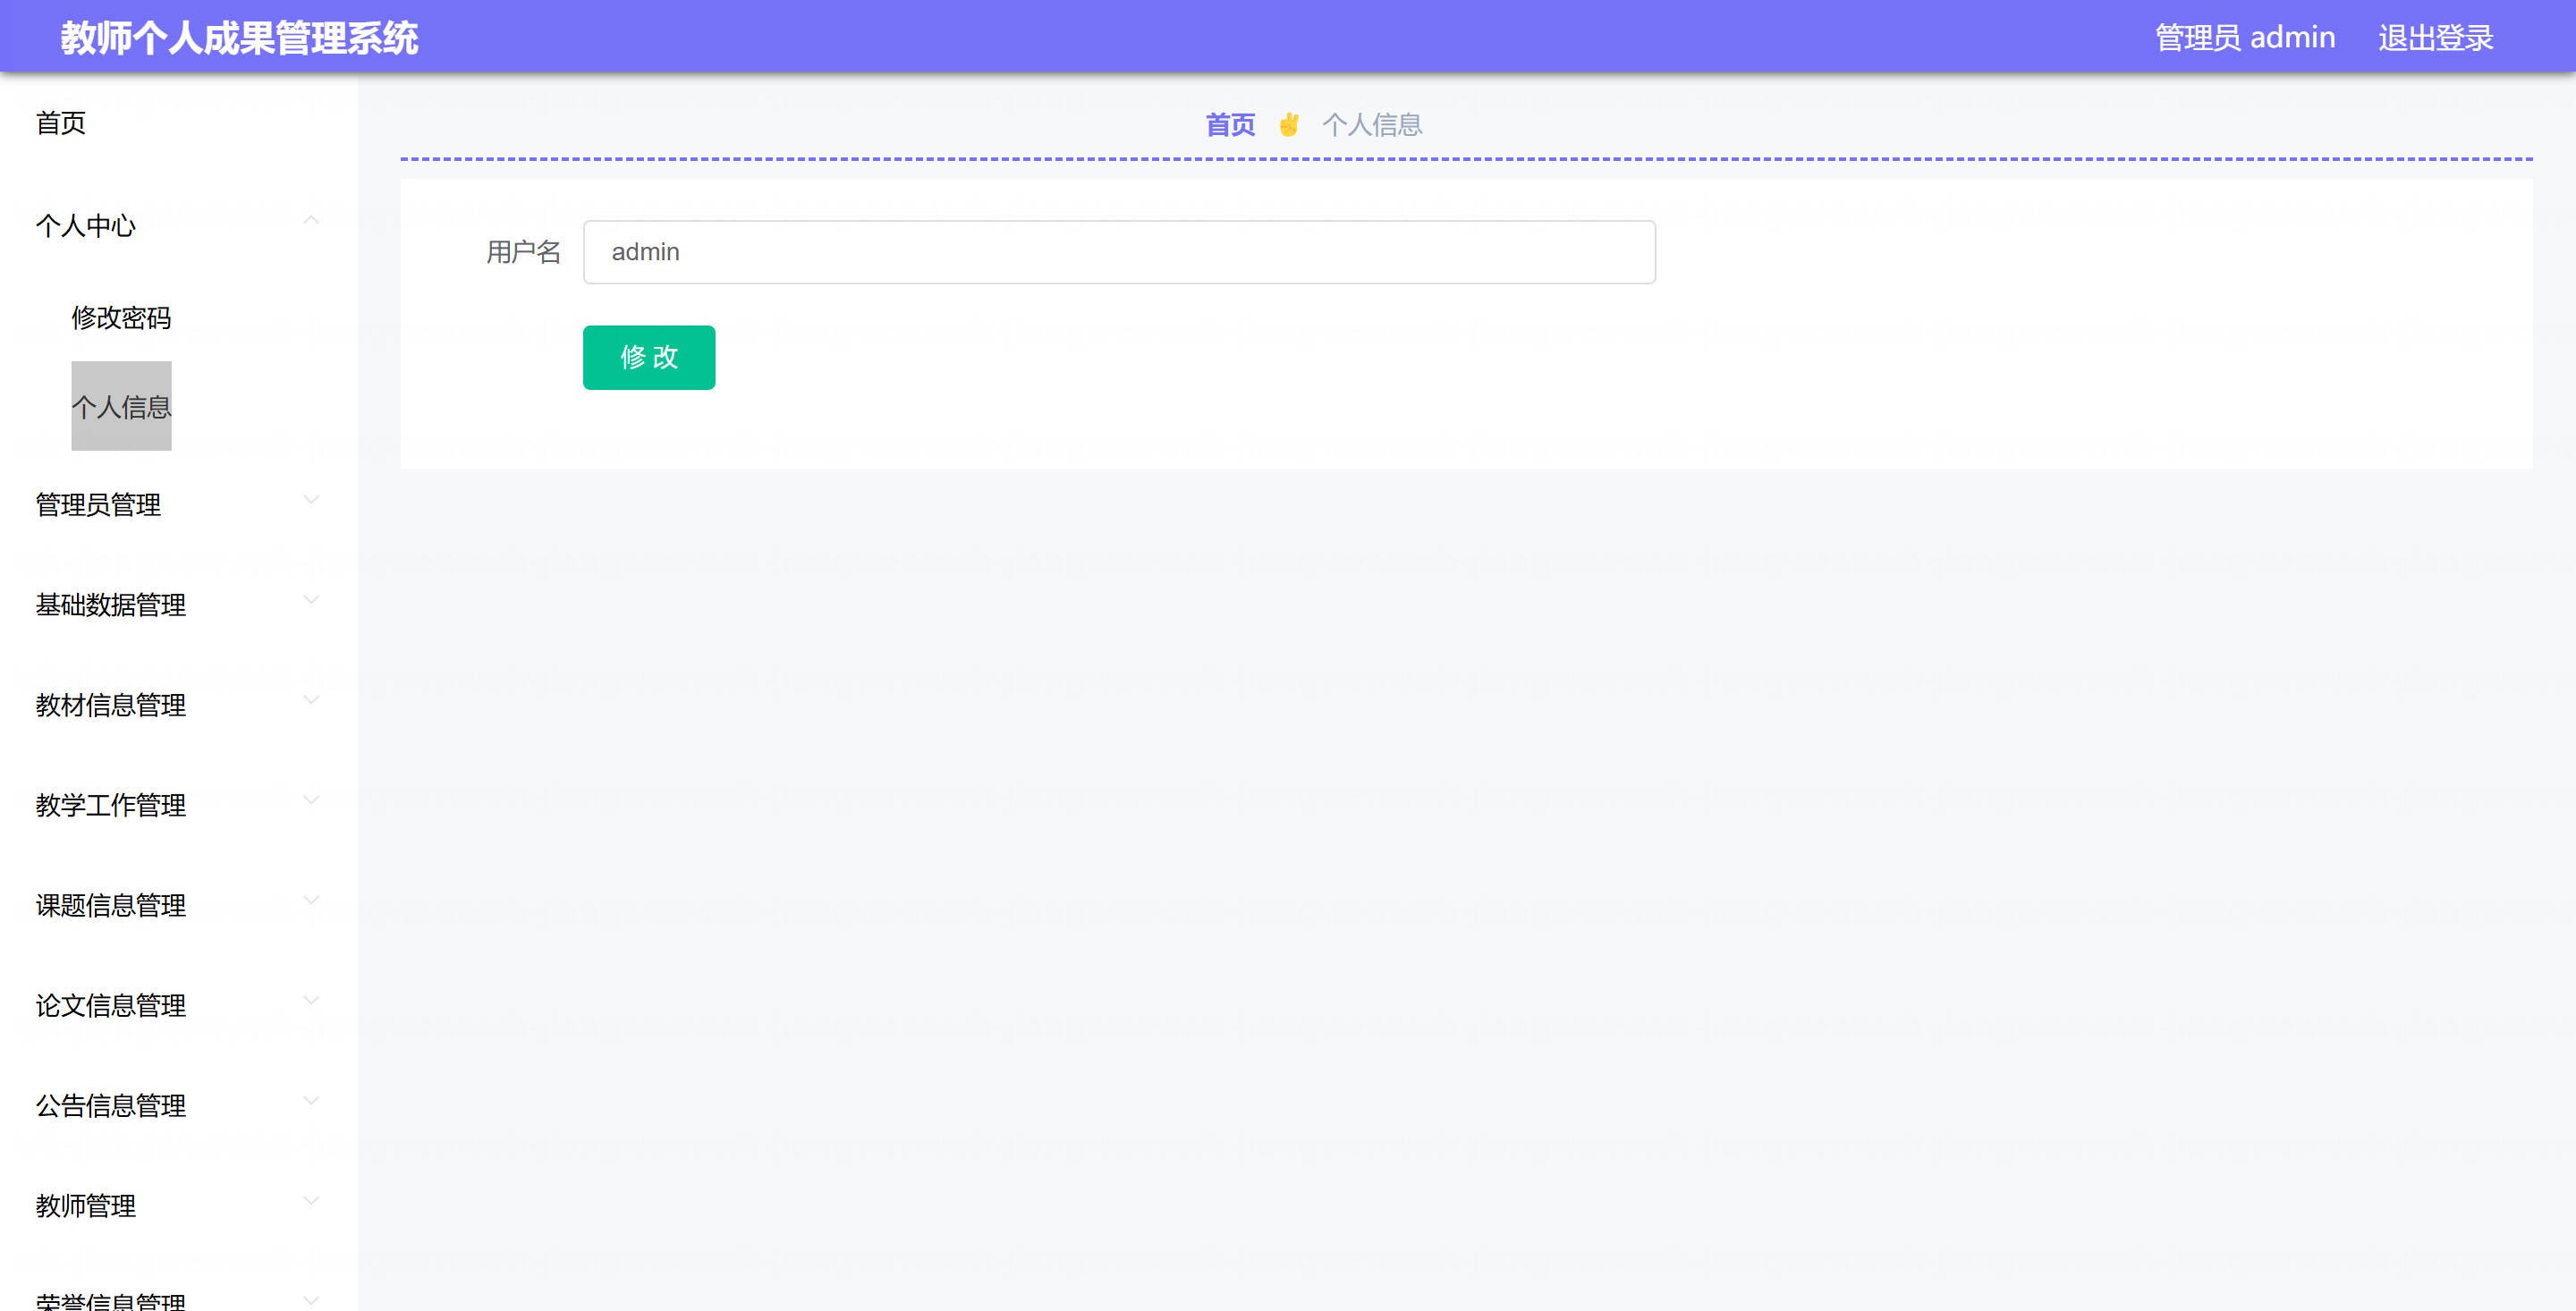 教师个人成果管理系统
管理员 admin 退出登录
首页
首页 个人信息
个人中心
用户名 admin
修改密码
修改
个人信息
管理员管理
基础数据管理
教材信息管理
教学工作管理
课题信息管理
论文信息管理
公告信息管理
教师管理
荣誉信息管理